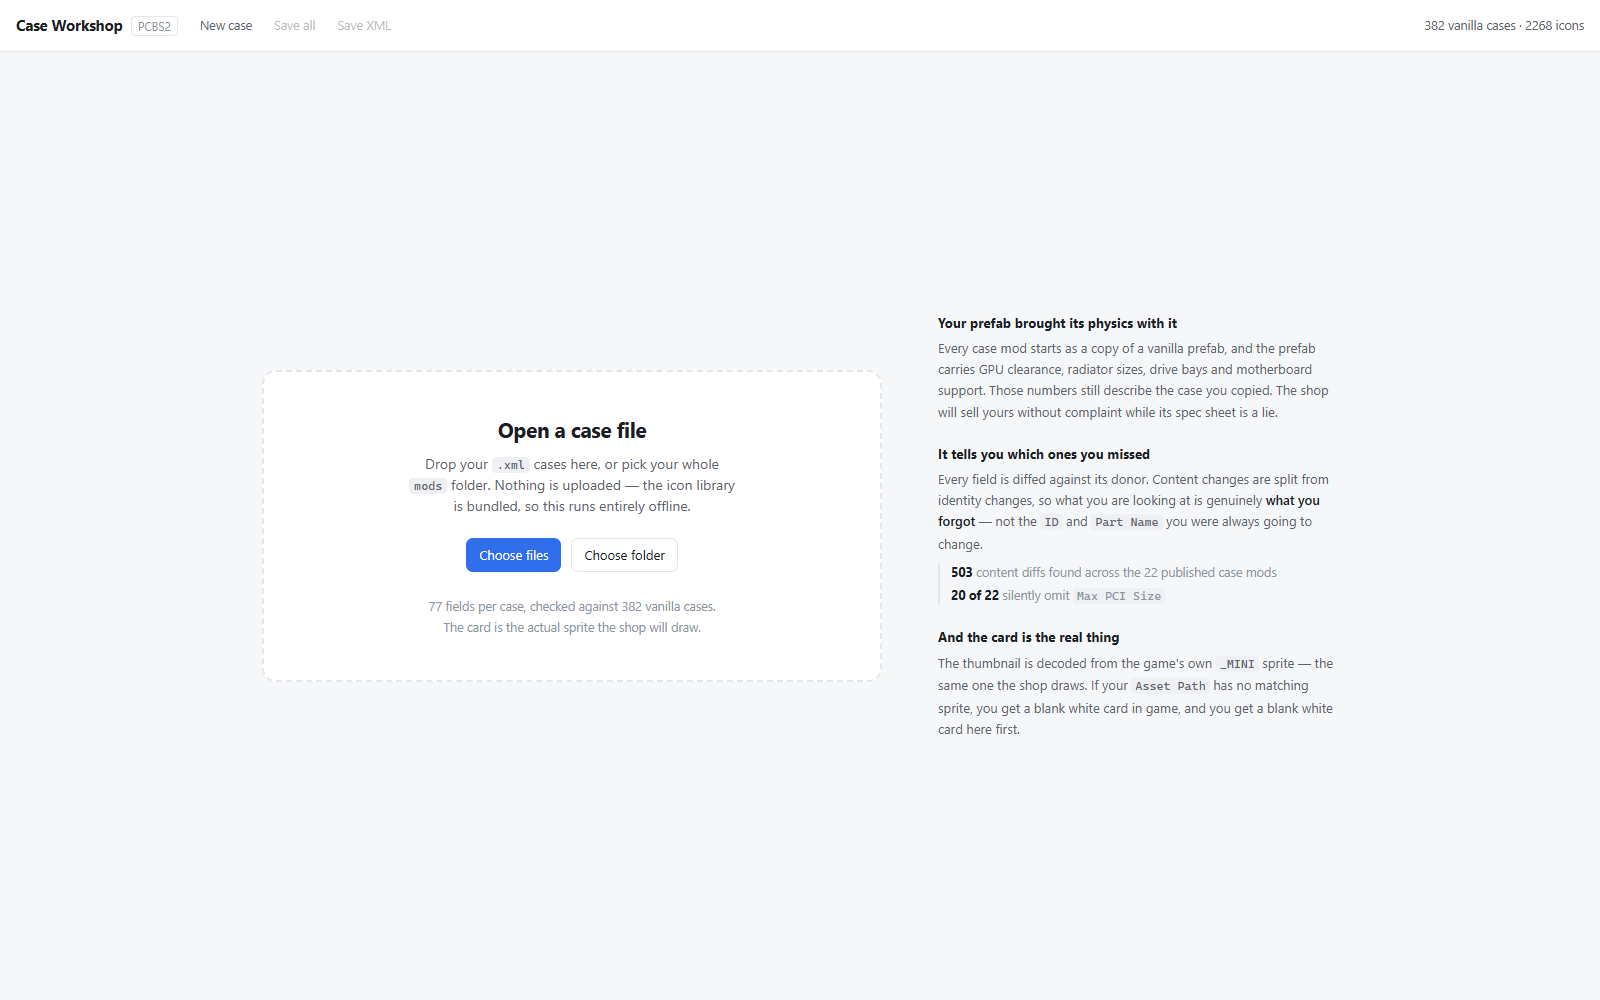 Case Workshop PCBS2 New case Save all Save XML 382 vanilla cases · 2268 icons
Open a case file
Drop your .xml cases here, or pick your whole
mods folder. Nothing is uploaded — the icon library
is bundled, so this runs entirely offline.
Choose files Choose folder
77 fields per case, checked against 382 vanilla cases.
The card is the actual sprite the shop will draw.
Your prefab brought its physics with it
Every case mod starts as a copy of a vanilla prefab, and the prefab
carries GPU clearance, radiator sizes, drive bays and motherboard
support. Those numbers still describe the case you copied. The shop
will sell yours without complaint while its spec sheet is a lie.
It tells you which ones you missed
Every field is diffed against its donor. Content changes are split from
identity changes, so what you are looking at is genuinely what you
forgot — not the ID and Part Name you were always going to
change.
503 content diffs found across the 22 published case mods
20 of 22 silently omit Max PCI Size
And the card is the real thing
The thumbnail is decoded from the game's own _MINI sprite — the
same one the shop draws. If your Asset Path has no matching
sprite, you get a blank white card in game, and you get a blank white
card here first.